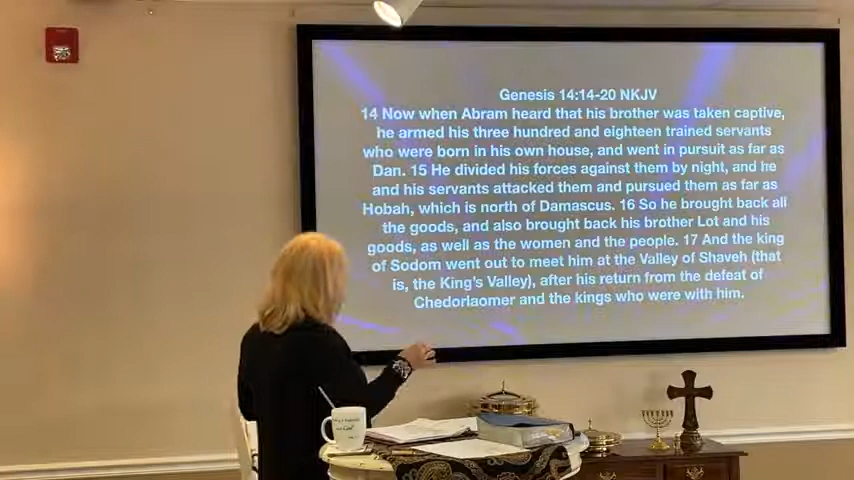 Genesis 14:14-20 NKJV
14 Now when Abram heard that his brother was taken captive,
he armed his three hundred and eighteen trained servants
who were born in his own house, and went in pursuit as far as
Dan. 15 He divided his forces against them by night, and he
and his servants attacked them and pursued them as far as
Hobah, which is north of Damascus. 16 So he brought back all
the goods, and also brought back his brother Lot and his
goods, as well as the women and the people. 17 And the king
of Sodom went out to meet him at the Valley of Shaveh (that
is, the King's Valley), after his return from the defeat of
Chedorlaomer and the kings who were with him.